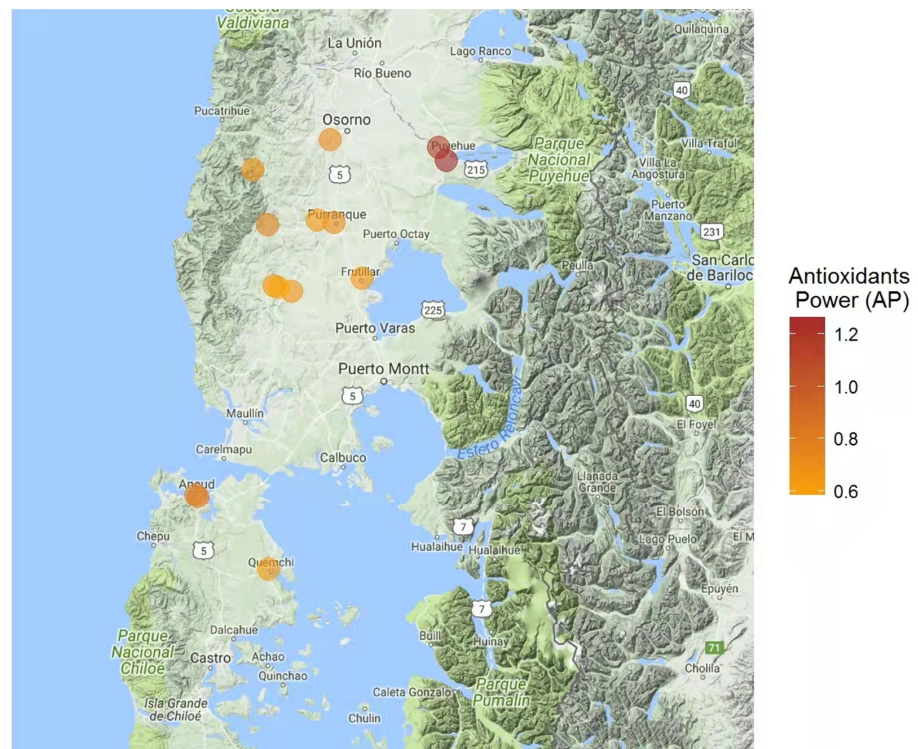 Costera
Valdiviana
Quilaquina
La Unión
Lago Ranco
Río Bueno
40
Pucatrihue
Osorno
Villa Traful
Puyehue
Parque
Nacional
Puyehue
215
Villa La
Angostura
5
Puerto
Manzano
Purranque
Puerto Octay
231
San Carlo
de Bariloc
Peulla
Frutillar
Antioxidants
Power (AP)
225
1.2
Puerto Varas
Puerto Montt
1.0
5
40
Maullín
El Foyel
Estero Reloncaví
0.8
Carelmapu
Calbuco
Llanada
Grande
0.6
Ancud
El Bolsón
7
Chepu
5
Hualaihue
Hualaihué
Lago Puelo
El M
Quemchi
Epuyén
7
Dalcahue
Buill
Huinay
71
Parque
Nacional
Chiloé
Castro
Achao
Quinchao
Cholila
Caleta Gonzalo
Parque
Pumalín
Isla Grande
de Chiloé
Chulin